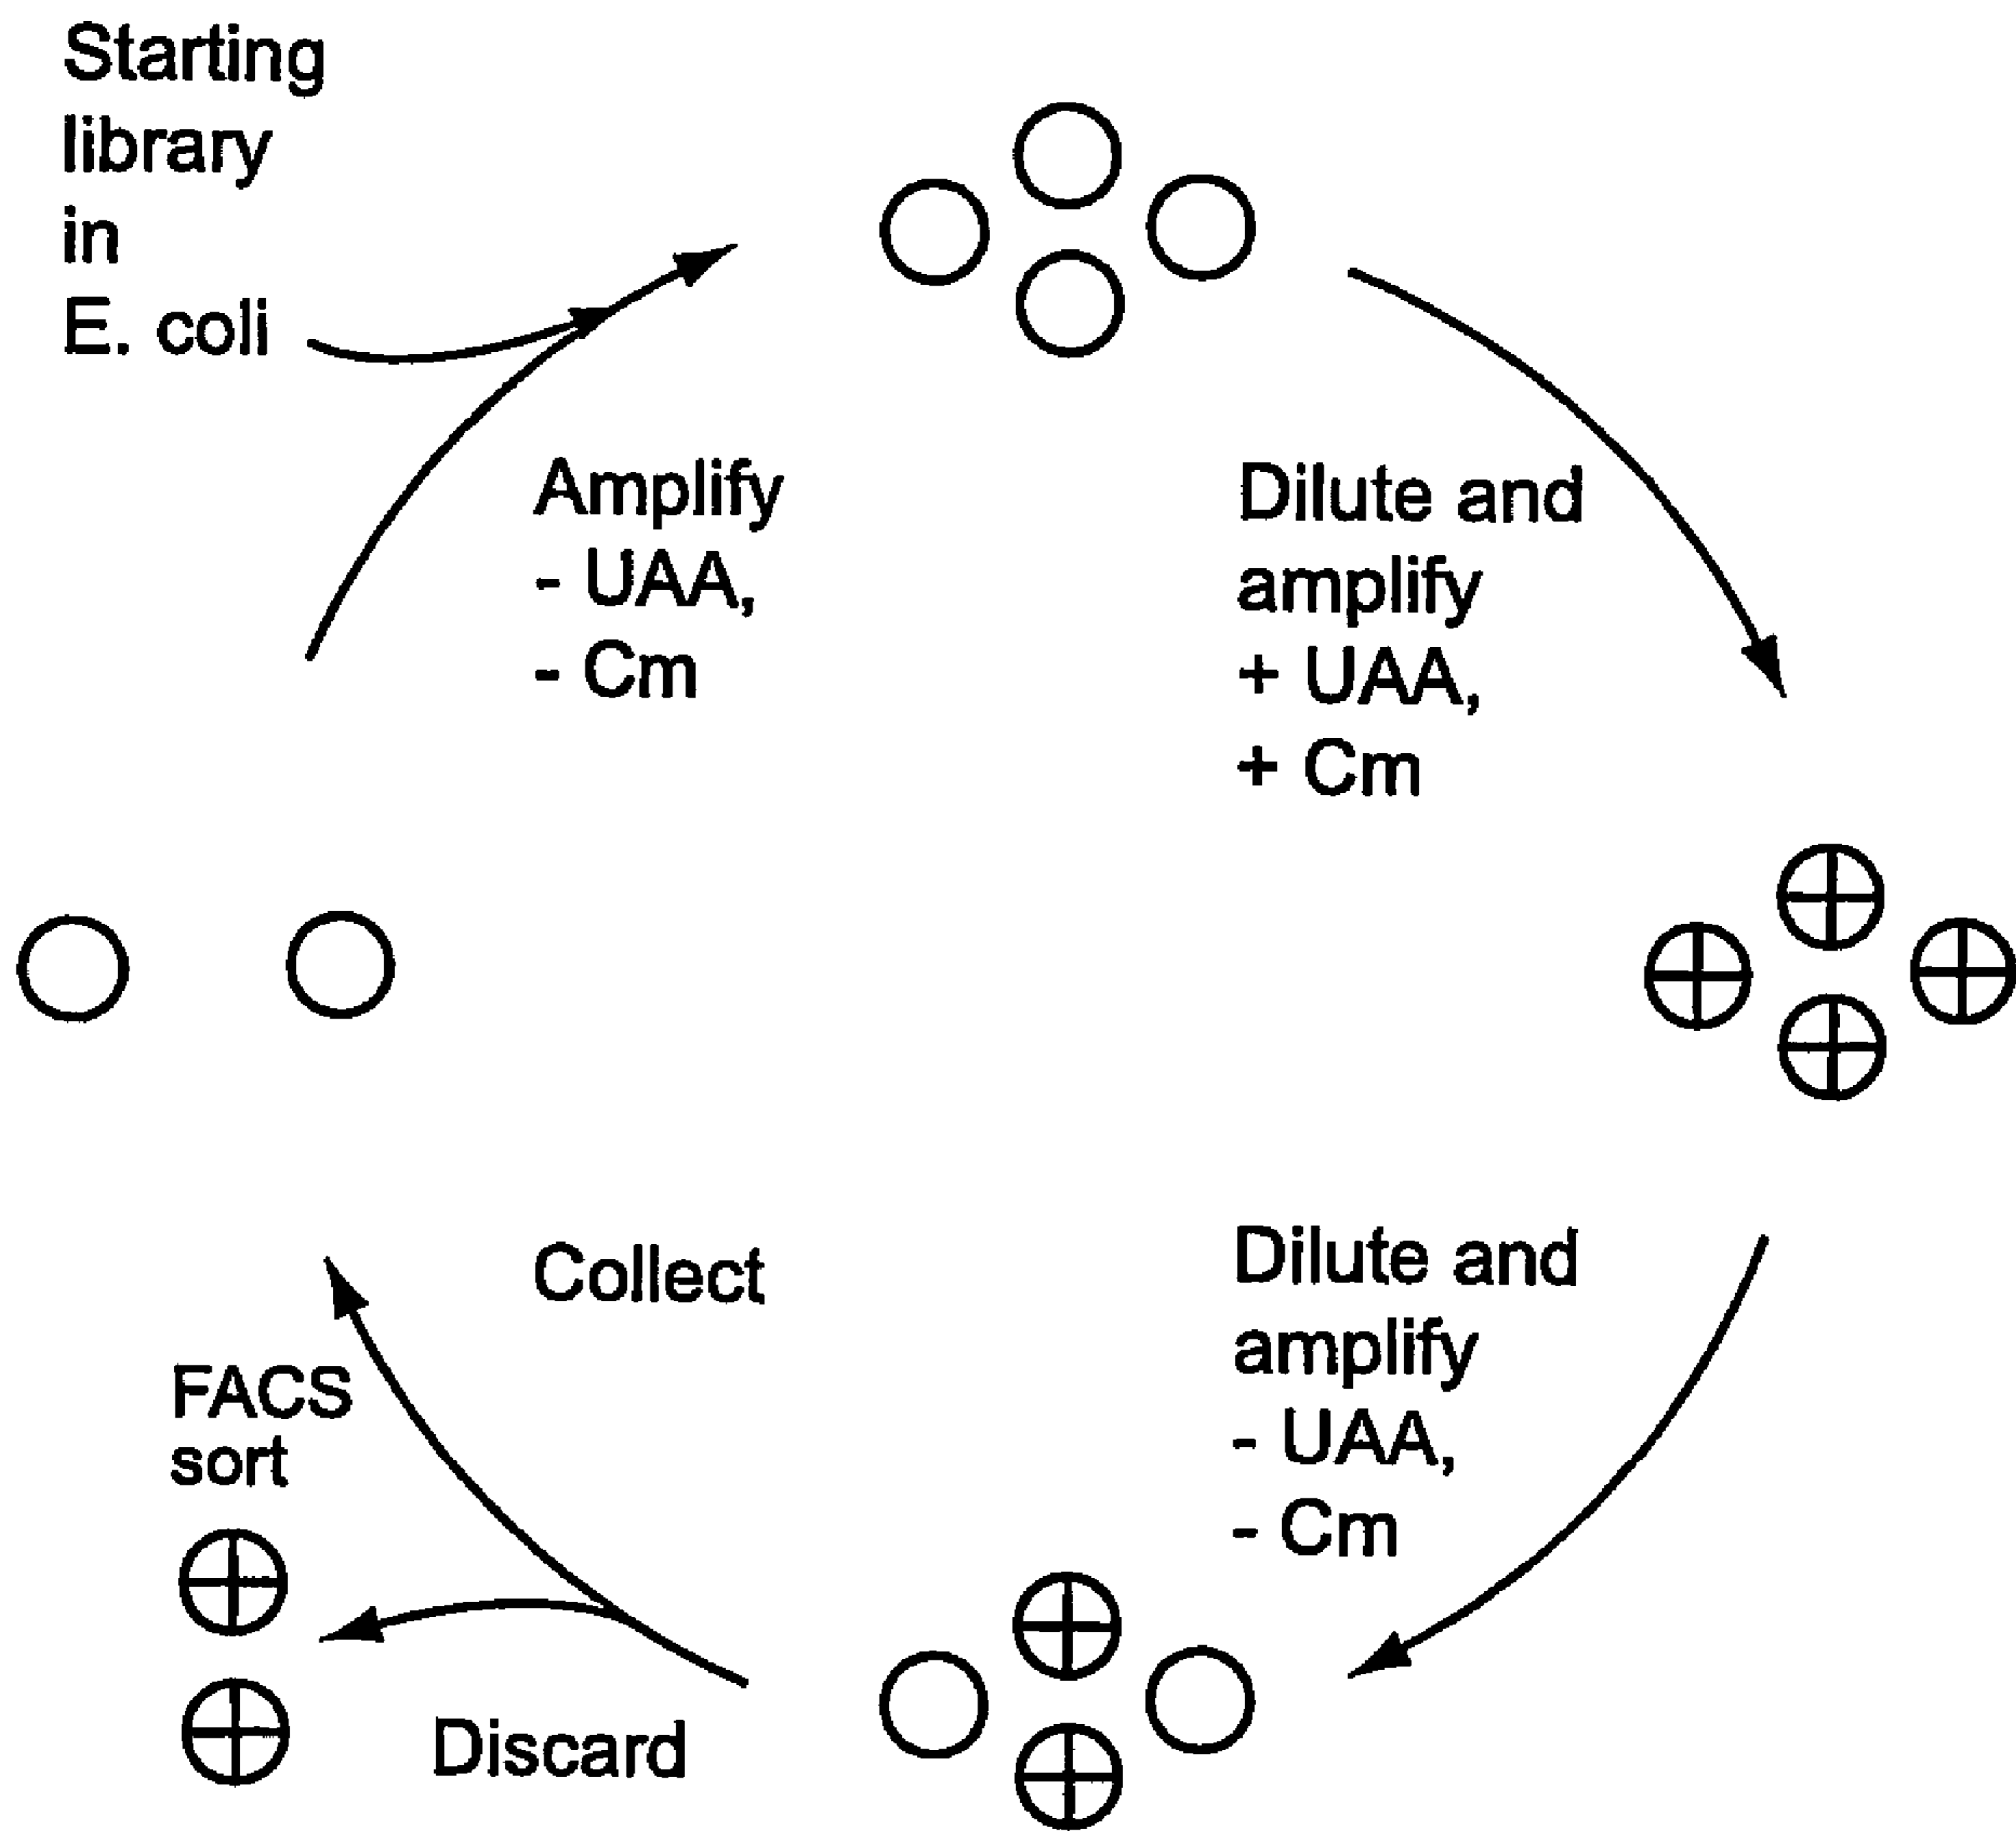 Starting
library
in
E. coli
Amplify
- UAA,
- Cm
Dilute and
amplify
+ UAA,
+ Cm
Dilute and
amplify
- UAA,
- Cm
Collect
FACS
sort
Discard